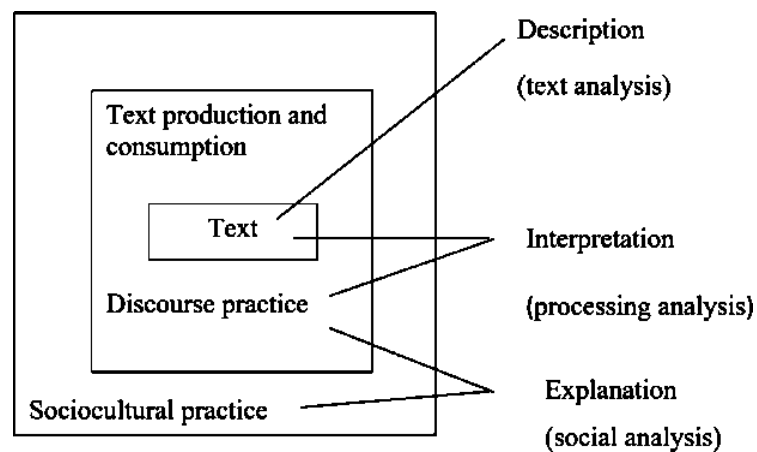 Description
(text analysis)
Text production and
consumption
Text
Interpretation
Discourse practice
(processing analysis)
Explanation
Sociocultural practice
(social analysis)